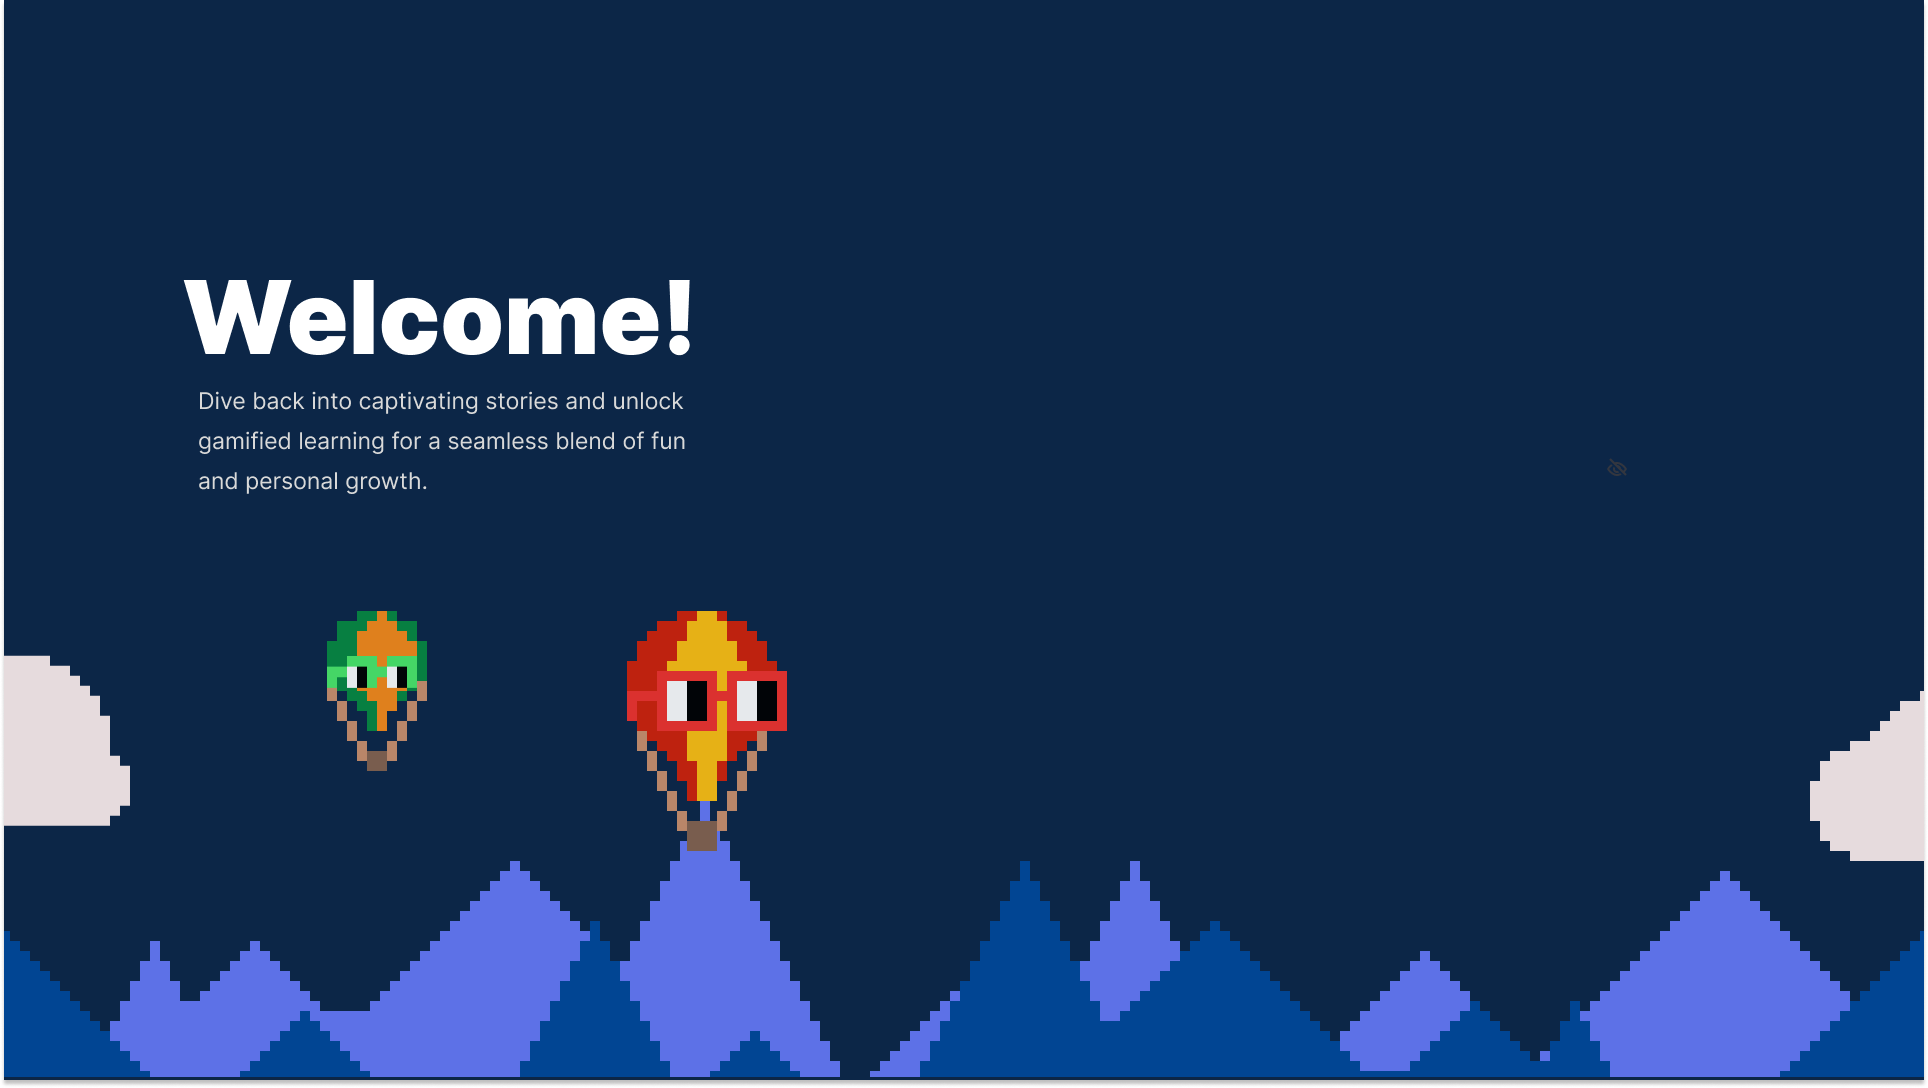 Welcome!
Dive back into captivating stories and unlock
gamified learning for a seamless blend of fun
and personal growth.